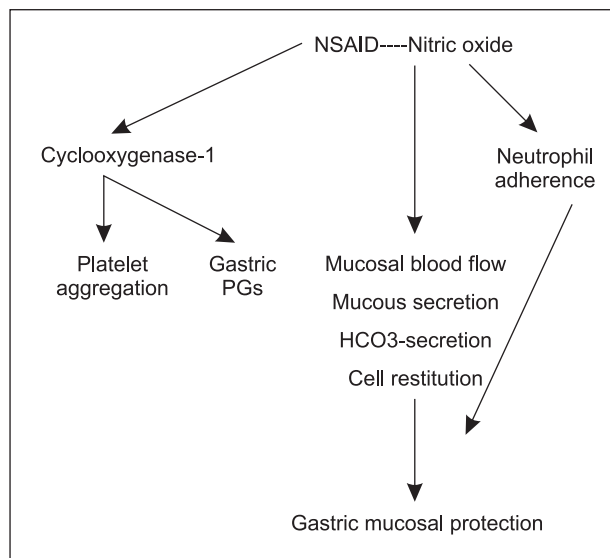 NSAID----Nitric oxide
Cyclooxygenase-1
Neutrophil
adherence
Platelet
aggregation
Gastric
PGs
Mucosal blood flow
Mucous secretion
HCO3-secretion
Cell restitution
Gastric mucosal protection